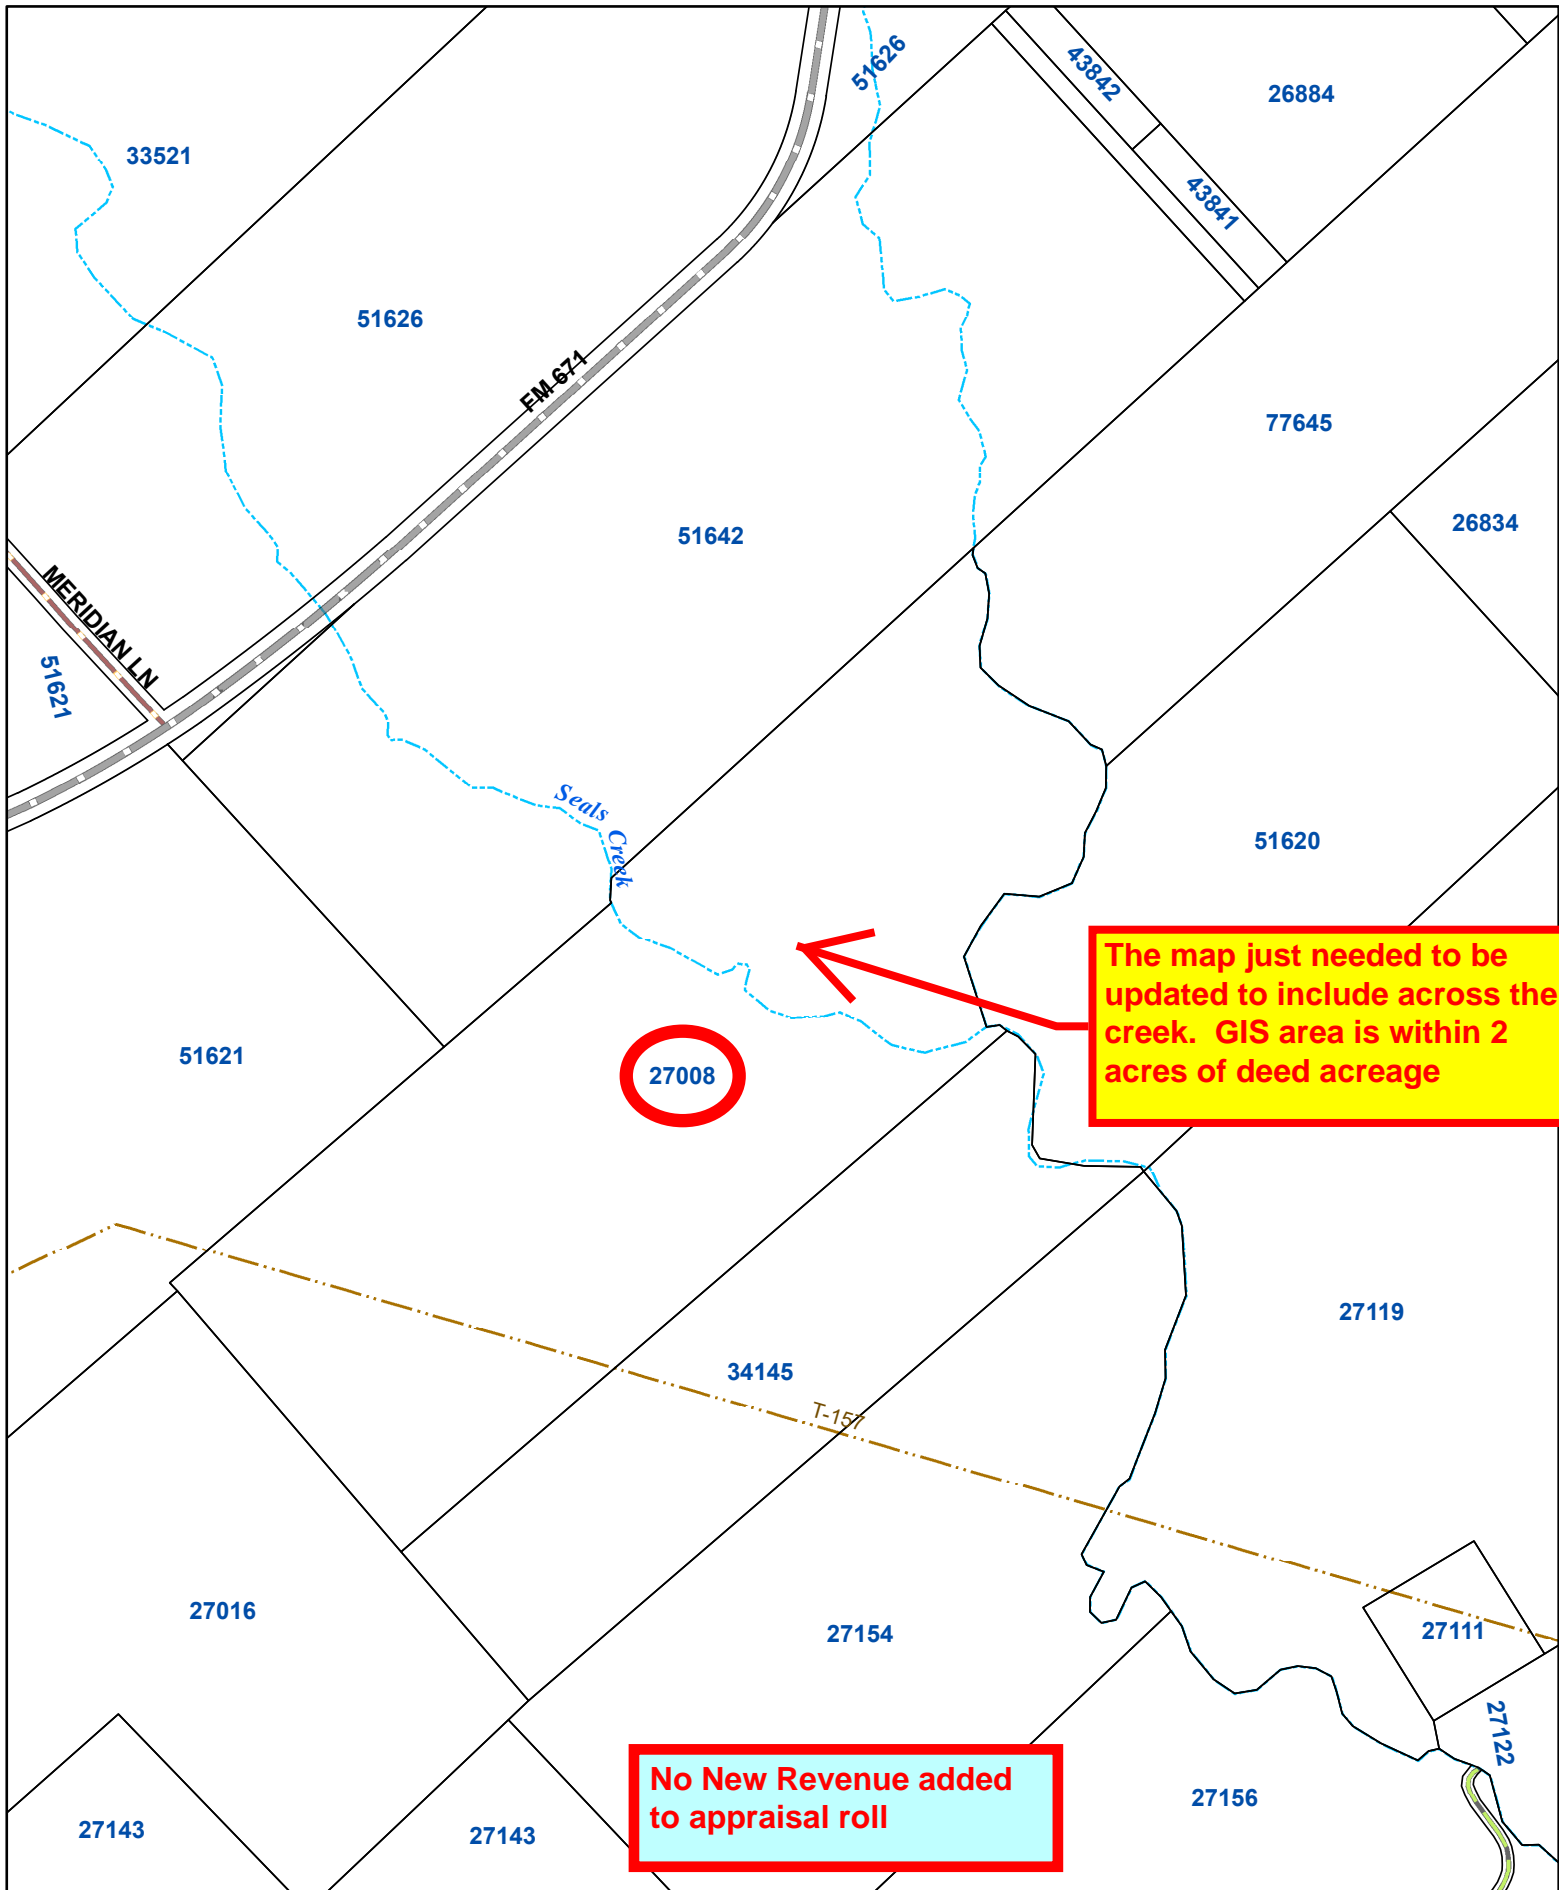 51626
43842
26884
33521
43841
51626
FM 671
77645
26834
51642
MERIDIAN LN
51621
Seals Creek
51620
The map just needed to be
updated to include across the
creek.  GIS area is within 2
acres of deed acreage
51621
27008
27119
34145
T-157
27016
27154
27111
27122
No New Revenue added
to appraisal roll
27156
27143
27143